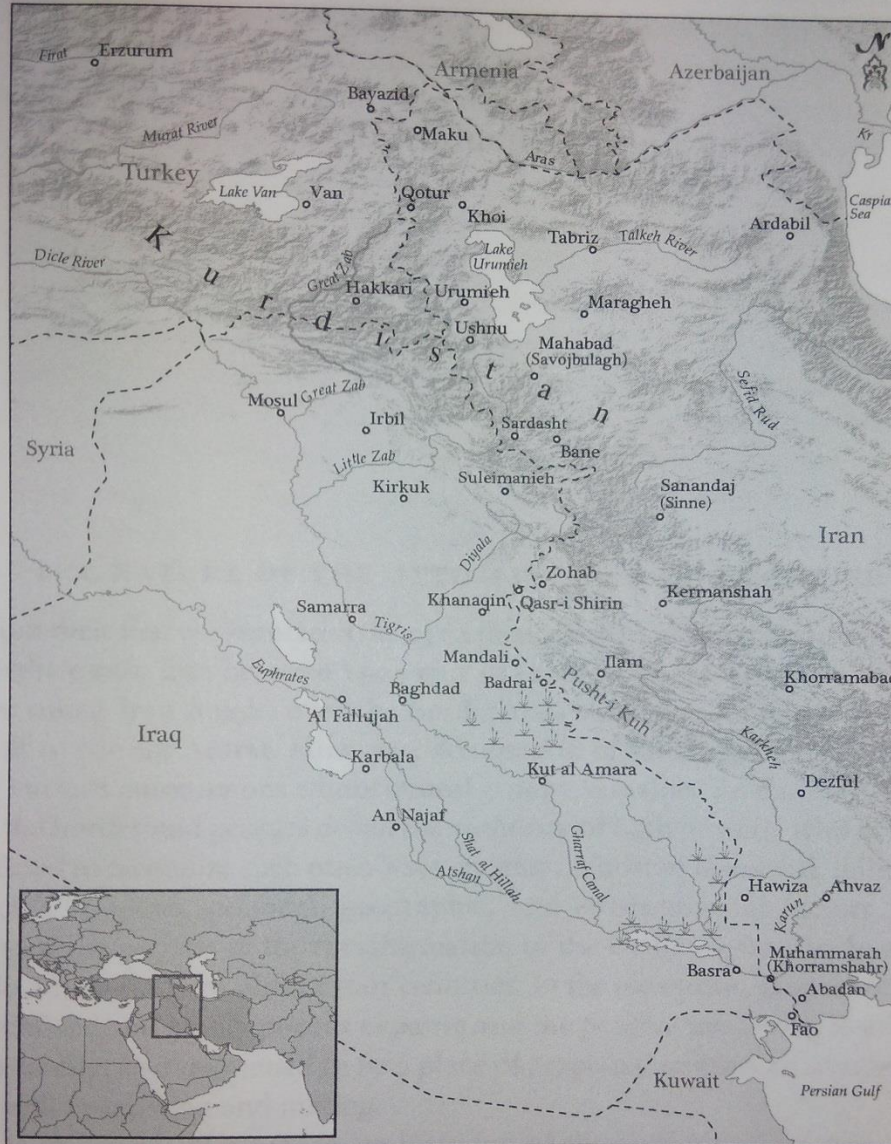 N
Firat
Erzurum
Armenia
Azerbaijan
Bayazid
Murat River
Maku
Kr
Aras
Turkey
Lake Van
Van
Qotur
Khoi
Caspia
Sea
Ardabil
Tabriz
Talkeh River
Lake
Urumieh
Kurdistan
Dicle River
Great Zab
Hakkari
Urumieh
Maragheh
Ushnu
Mahabad
(Savojbulagh)
Sefid Rud
Mosul
Great Zab
Irbil
Sardasht
Bane
Syria
Little Zab
Kirkuk
Suleimanieh
Sanandaj
(Sinne)
Iran
Diyala
Zohab
Khanaqin
Qasr-i Shirin
Kermanshah
Samarra
Tigris
Mandali
Ilam
Badrai
Pusht-i Kuh
Khorramabad
Euphrates
Baghdad
Al Fallujah
Iraq
Karbala
Karkheh
Kut al Amara
Dezful
An Najaf
Shat al Hillah
Atshan
Gharraf Canal
Hawiza
Ahvaz
Karun
Basra
Muhammarah
(Khorramshahr)
Abadan
Fao
Kuwait
Persian Gulf